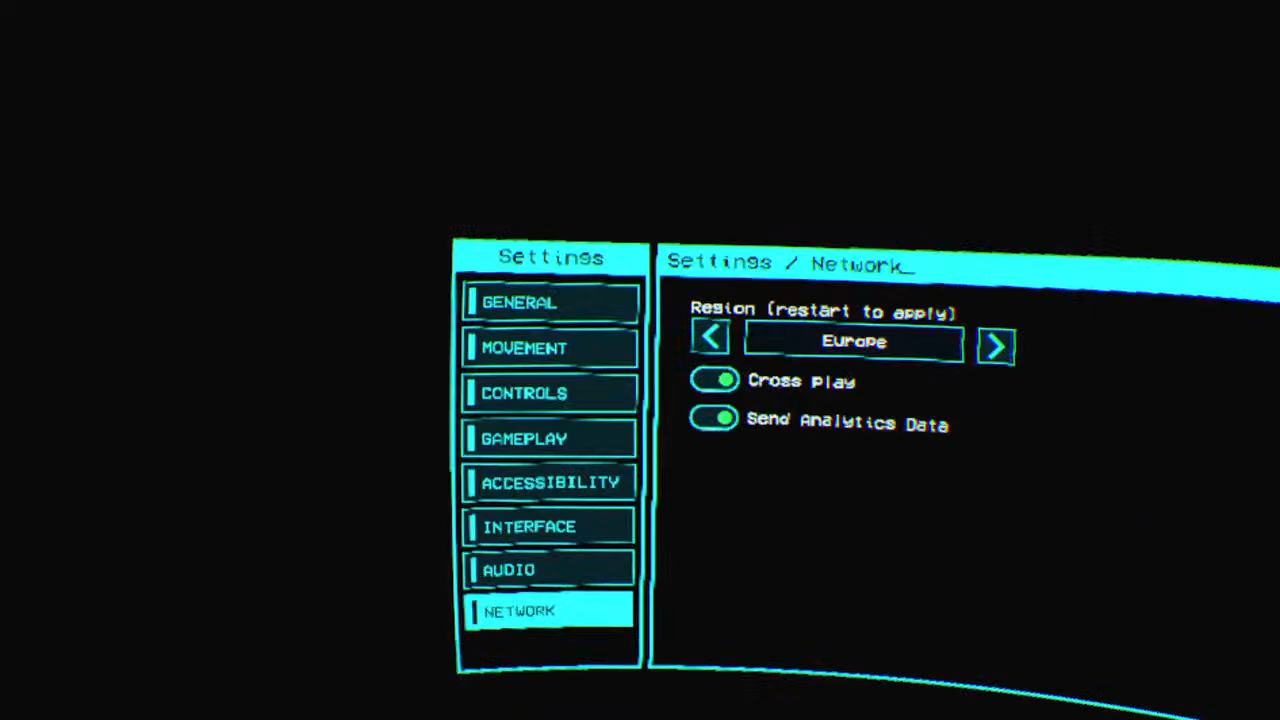 Settings
GENERAL
MOVEMENT
CONTROLS
GAMEPLAY
ACCESSIBILITY
INTERFACE
AUDIO
NETWORK
Settings / Network_
Region (restart to apply)
Europe
Cross play
Send Analytics Data